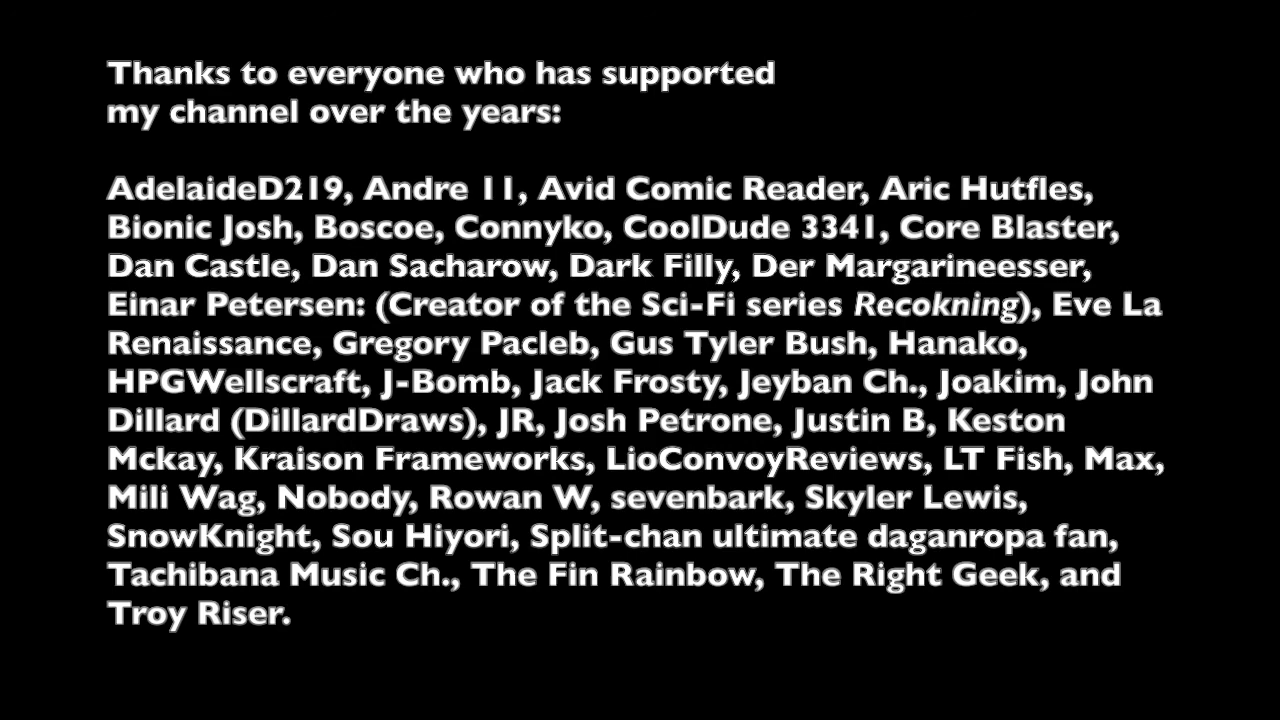 Thanks to everyone who has supported
my channel over the years:
AdelaideD219, Andre 11, Avid Comic Reader, Aric Hutfles,
Bionic Josh, Boscoe, Connyko, CoolDude 3341, Core Blaster,
Dan Castle, Dan Sacharow, Dark Filly, Der Margarineesser,
Einar Petersen: (Creator of the Sci-Fi series Recokning), Eve La
Renaissance, Gregory Pacleb, Gus Tyler Bush, Hanako,
HPGWellscraft, J-Bomb, Jack Frosty, Jeyban Ch., Joakim, John
Dillard (DillardDraws), JR, Josh Petrone, Justin B, Keston
Mckay, Kraison Frameworks, LioConvoyReviews, LT Fish, Max,
Mili Wag, Nobody, Rowan W, sevenbark, Skyler Lewis,
SnowKnight, Sou Hiyori, Split-chan ultimate daganropa fan,
Tachibana Music Ch., The Fin Rainbow, The Right Geek, and
Troy Riser.